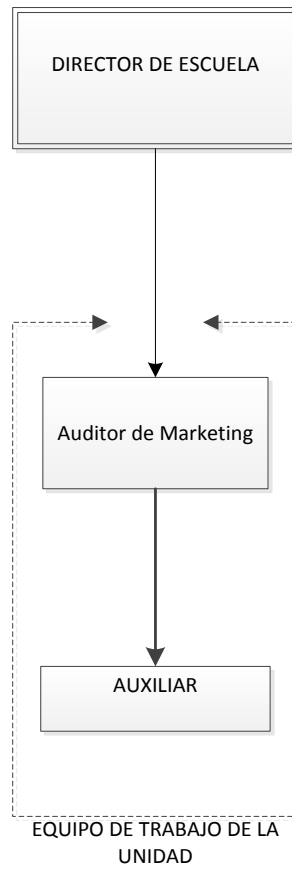 DIRECTOR DE ESCUELA
Auditor de Marketing
AUXILIAR
EQUIPO DE TRABAJO DE LA
UNIDAD